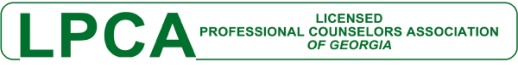 LPCA
LICENSED
PROFESSIONAL COUNSELORS ASSOCIATION
OF GEORGIA